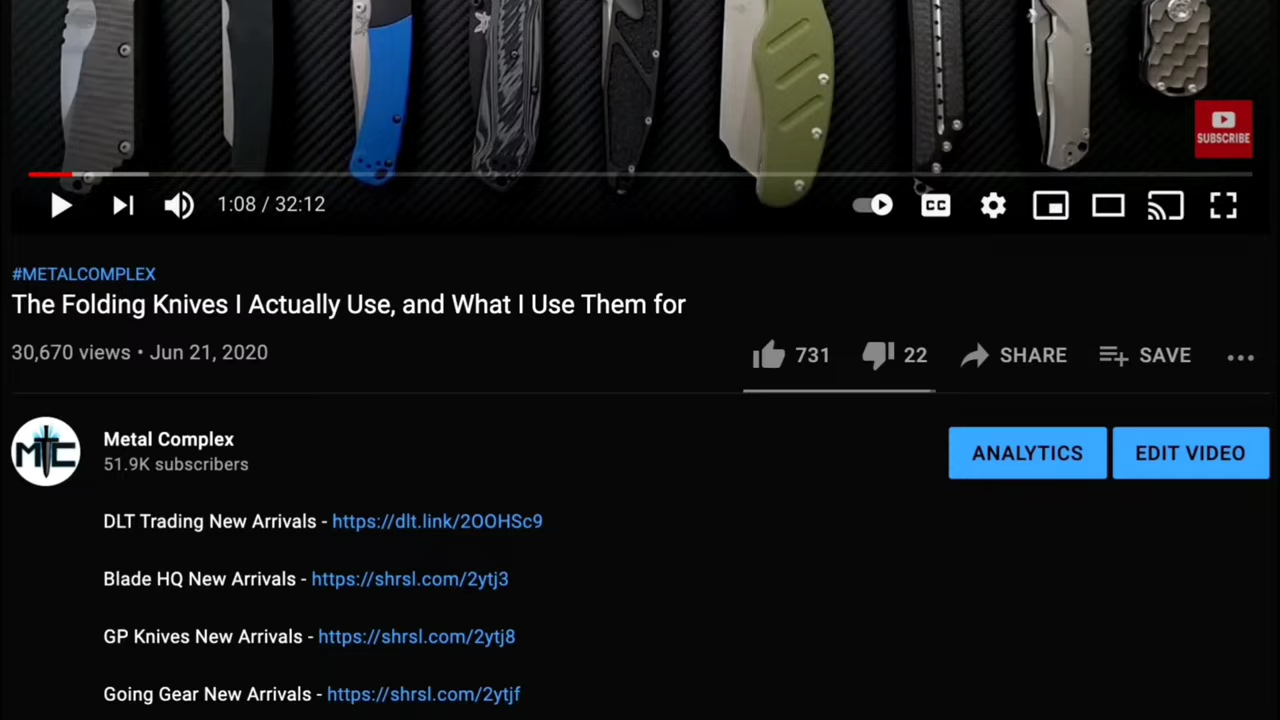 SUBSCRIBE
1:08 / 32:12
CC
#METALCOMPLEX
The Folding Knives I Actually Use, and What I Use Them for
30,670 views • Jun 21, 2020
731 22 SHARE SAVE
MTC
Metal Complex
51.9K subscribers
ANALYTICS EDIT VIDEO
DLT Trading New Arrivals - https://dlt.link/2OOHSc9
Blade HQ New Arrivals - https://shrsl.com/2ytj3
GP Knives New Arrivals - https://shrsl.com/2ytj8
Going Gear New Arrivals - https://shrsl.com/2ytjf